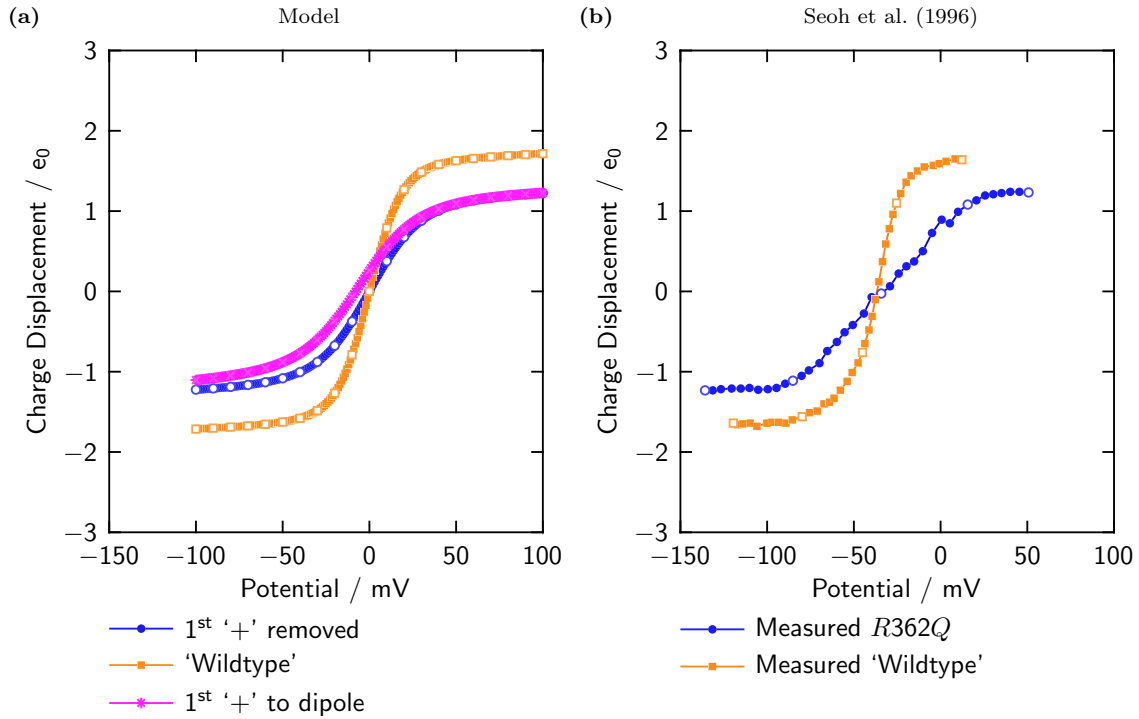 (a)
Model
3
2
1
0
−1
−2
−3
−150
−100
−50
0
50
100
Charge Displacement / e0
Potential / mV
1st ‘+’ removed
‘Wildtype’
1st ‘+’ to dipole
(b)
Seoh et al. (1996)
3
2
1
0
−1
−2
−3
−150
−100
−50
0
50
100
Charge Displacement / e0
Potential / mV
Measured R362Q
Measured ‘Wildtype’